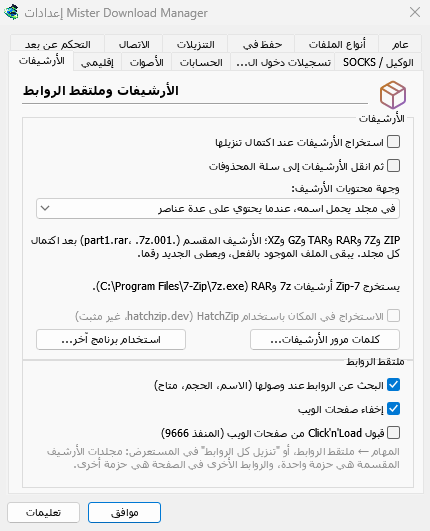 إعدادات Mister Download Manager
عام
أنواع الملفات
حفظ في
التنزيلات
الاتصال
التحكم عن بعد
الوكيل / SOCKS
تسجيلات دخول ال...
الحسابات
الأصوات
إقليمي
الأرشيفات
الأرشيفات وملتقط الروابط
الأرشيفات
استخراج الأرشيفات عند اكتمال تنزيلها
ثم انقل الأرشيفات إلى سلة المحذوفات
وجهة محتويات الأرشيف:
في مجلد يحمل اسمه، عندما يحتوي على عدة عناصر
ZIP و7Z وRAR وTAR وGZ وXZ؛ الأرشيف المقسم (.part1.rar، .7z.001) بعد اكتمال
كل مجلد. يبقى الملف الموجود بالفعل، ويعطى الجديد رقما.
يستخرج 7-Zip أرشيفات 7z وRAR (C:\Program Files\7-Zip\7z.exe).
الاستخراج في المكان باستخدام HatchZip (hatchzip.dev، غير مثبت)
كلمات مرور الأرشيفات...
استخدام برنامج آخر...
ملتقط الروابط
البحث عن الروابط عند وصولها (الاسم، الحجم، متاح)
إخفاء صفحات الويب
قبول Click'n'Load من صفحات الويب (المنفذ 9666)
المهام ← ملتقط الروابط، أو "تنزيل كل الروابط" في المستعرض: مجلدات الأرشيف
المقسمة هي حزمة واحدة، والروابط الأخرى في الصفحة هي حزمة أخرى.
موافق
تعليمات